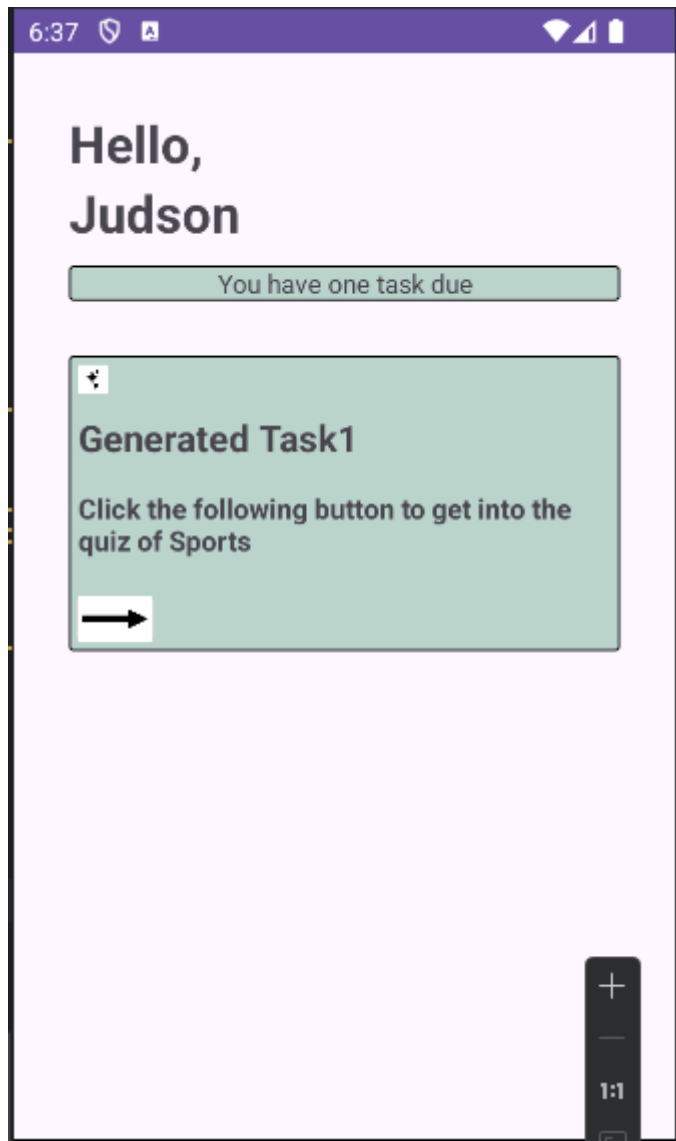 6:37
Hello,
Judson
You have one task due
Generated Task1
Click the following button to get into the
quiz of Sports
1:1